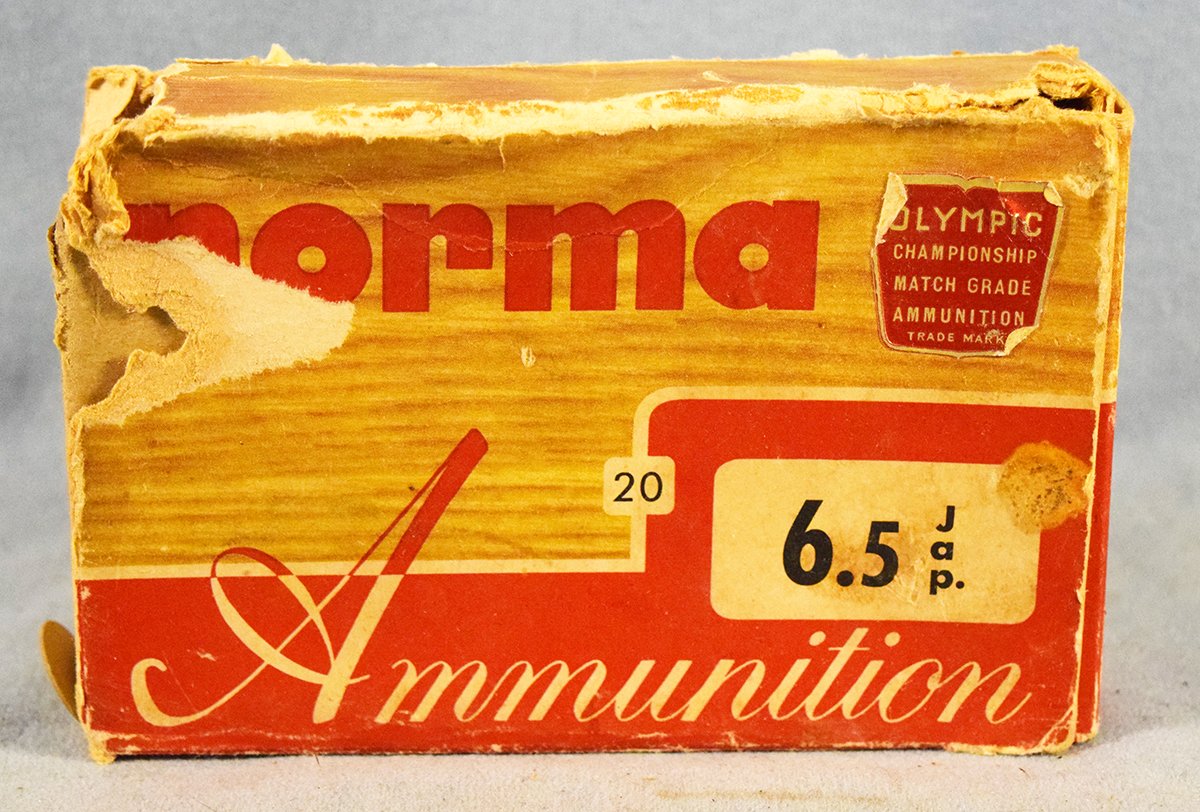 norma
OLYMPIC
CHAMPIONSHIP
MATCH GRADE
AMMUNITION
TRADE MARK
20
6.5 Jap.
Ammunition